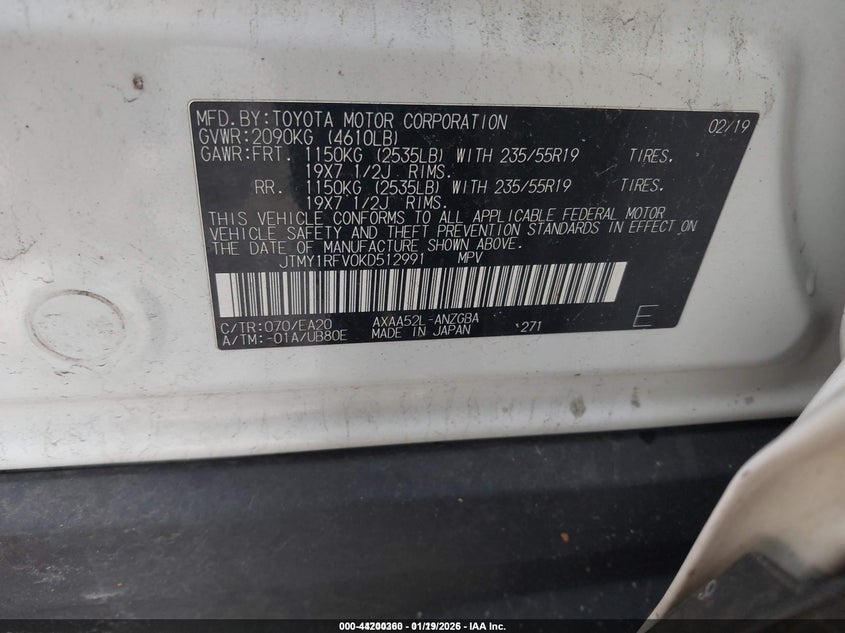 MFD.BY:TOYOTA MOTOR CORPORATION 02/19
GVWR:2090KG (4610LB)
GAWR:FRT. 1150KG (2535LB) WITH 235/55R19 TIRES.
19X7 1/2J RIMS.
RR. 1150KG (2535LB) WITH 235/55R19 TIRES.
19X7 1/2J RIMS.
THIS VEHICLE CONFORMS TO ALL APPLICABLE FEDERAL MOTOR
VEHICLE SAFETY AND THEFT PREVENTION STANDARDS IN EFFECT ON
THE DATE OF MANUFACTURE SHOWN ABOVE.
JTMY1RFV0KD512991 MPV
C/TR:070/EA20 AXAA52L-ANZGBA
A/TM:-01A/UB80E MADE IN JAPAN 271 E
01/19/2026 - IAA Inc.